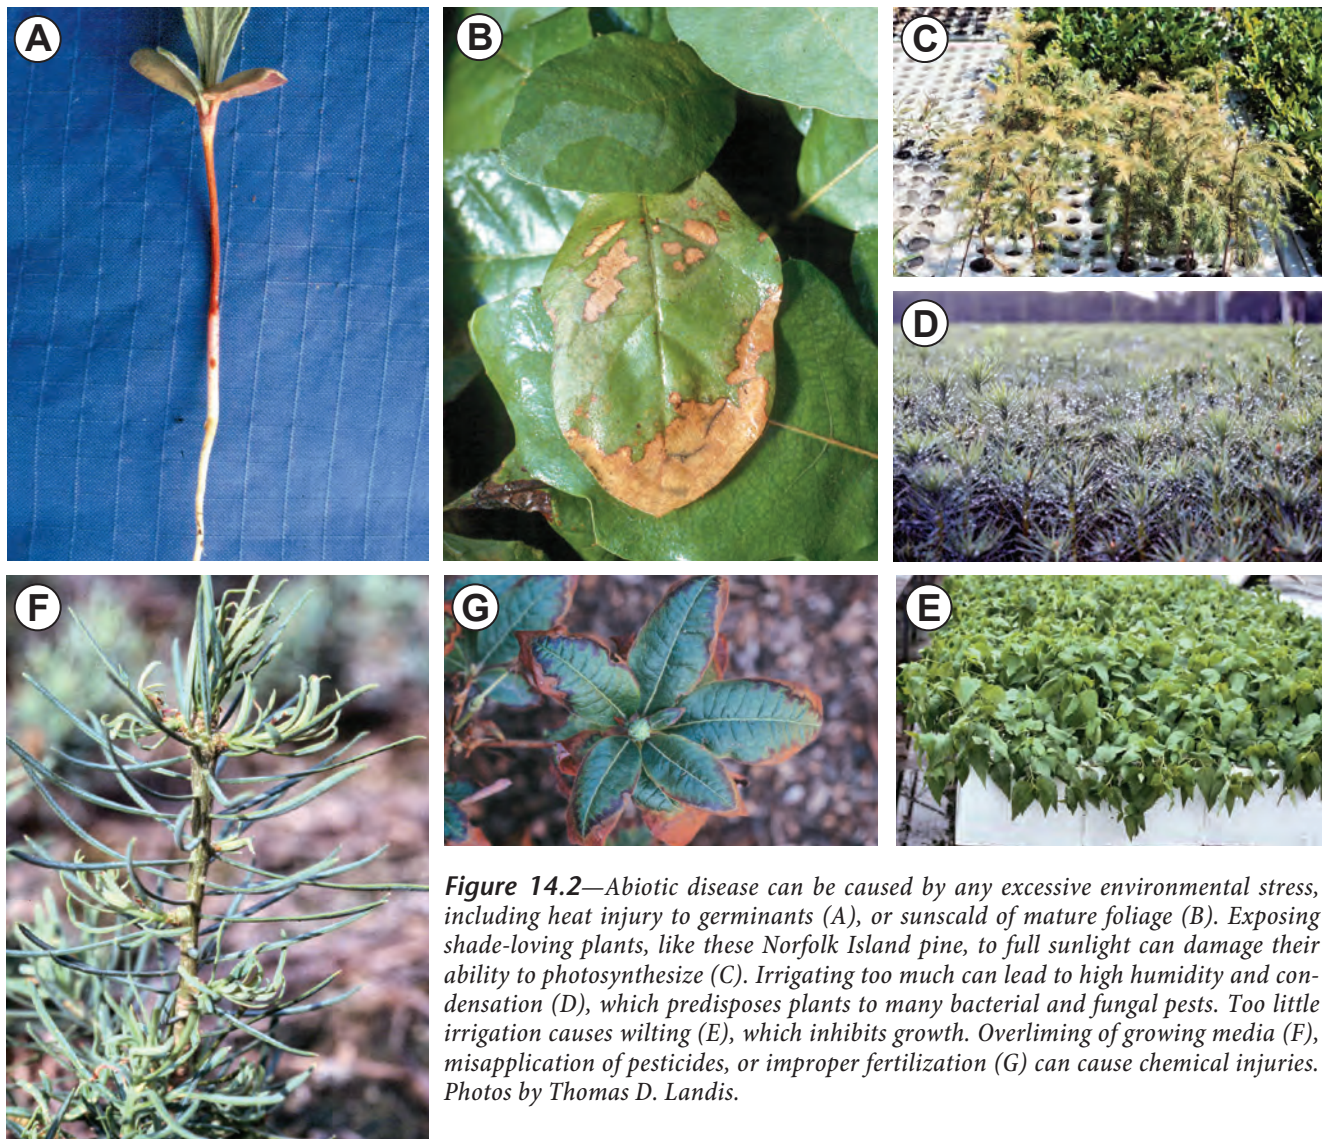 A
B
C
D
F
G
E
Figure 14.2—Abiotic disease can be caused by any excessive environmental stress,
including heat injury to germinants (A), or sunscald of mature foliage (B). Exposing
shade-loving plants, like these Norfolk Island pine, to full sunlight can damage their
ability to photosynthesize (C). Irrigating too much can lead to high humidity and con-
densation (D), which predisposes plants to many bacterial and fungal pests. Too little
irrigation causes wilting (E), which inhibits growth. Overliming of growing media (F),
misapplication of pesticides, or improper fertilization (G) can cause chemical injuries.
Photos by Thomas D. Landis.